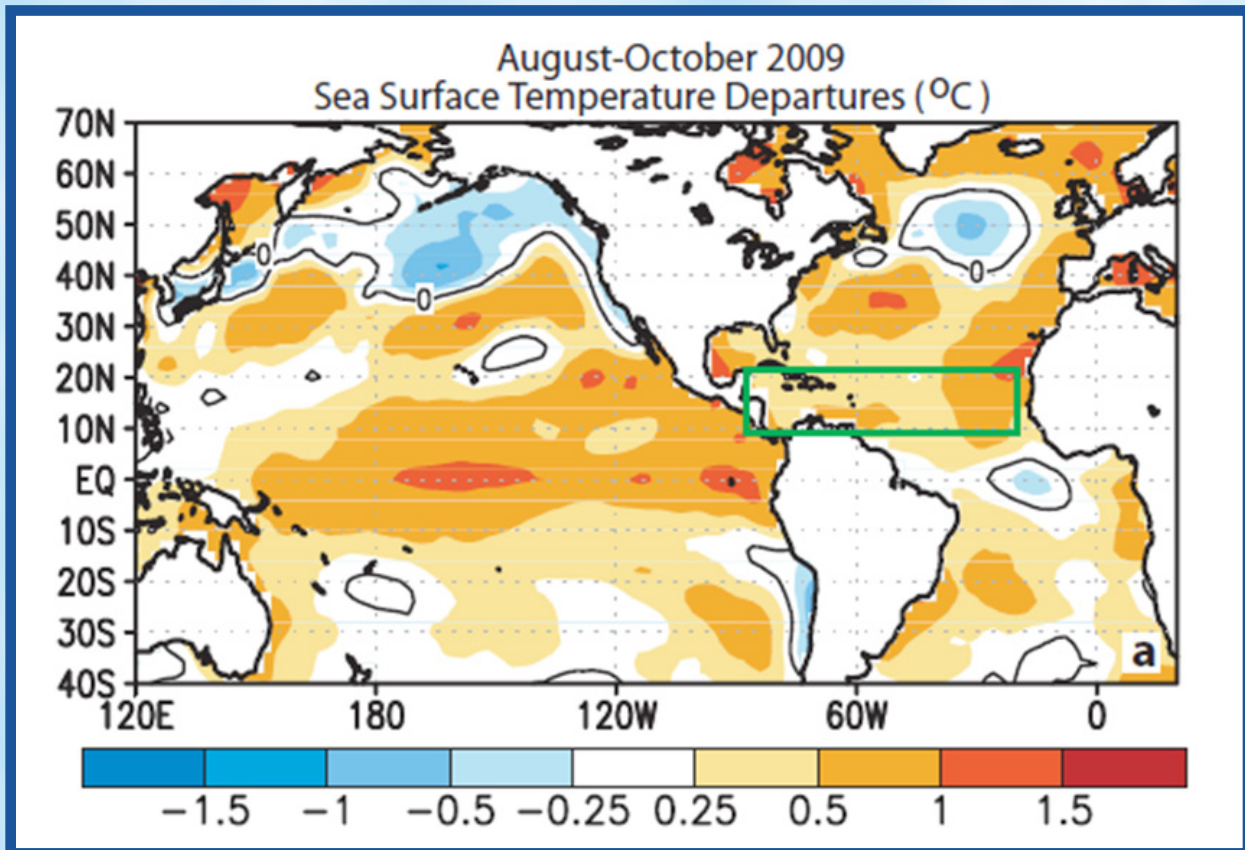 August-October 2009
Sea Surface Temperature Departures (°C)
70N
60N
50N
40N
30N
20N
10N
EQ
10S
20S
30S
40S
0
0
0
a
120E 180 120W 60W 0
−1.5 −1 −0.5 −0.25 0.25 0.5 1 1.5